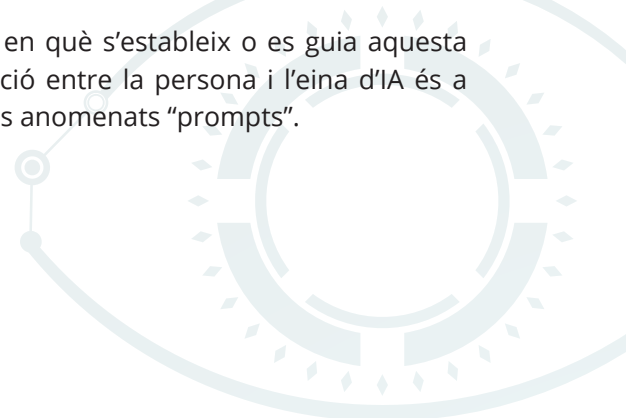 en què s’estableix o es guia aquesta
ció entre la persona i l’eina d’IA és a
s anomenats “prompts”.